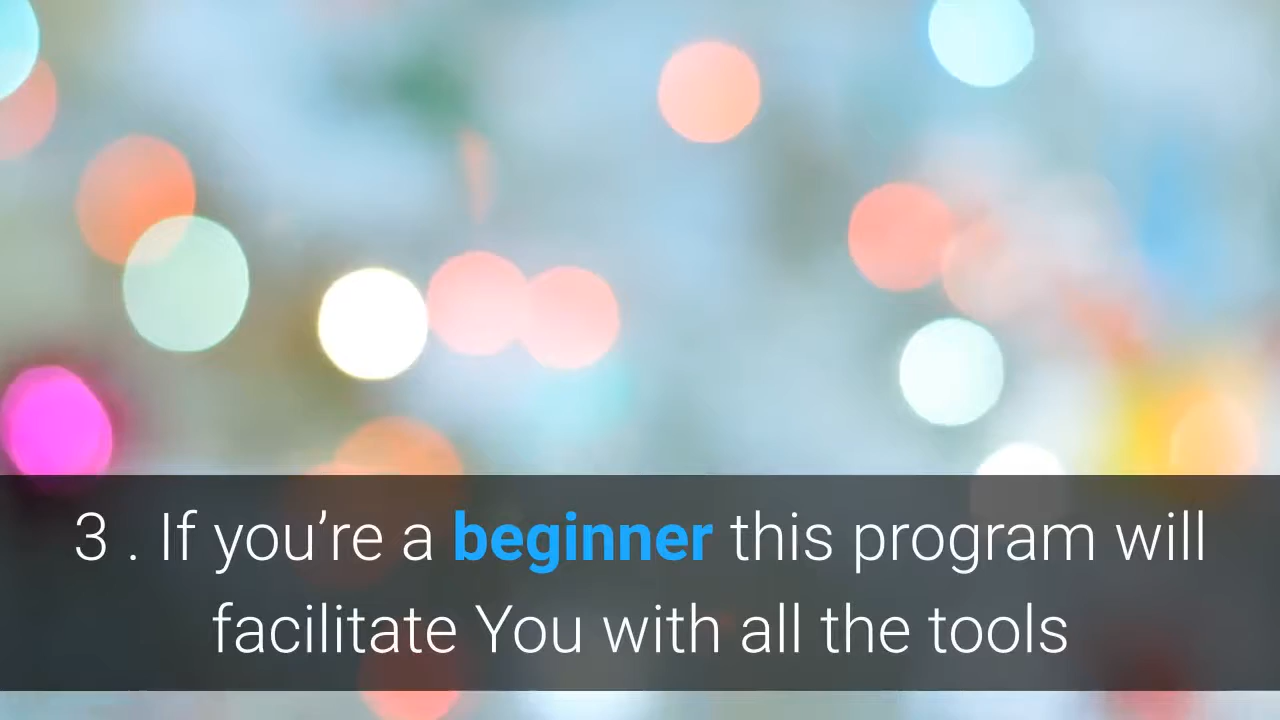 3 . If you’re a beginner this program will
facilitate You with all the tools